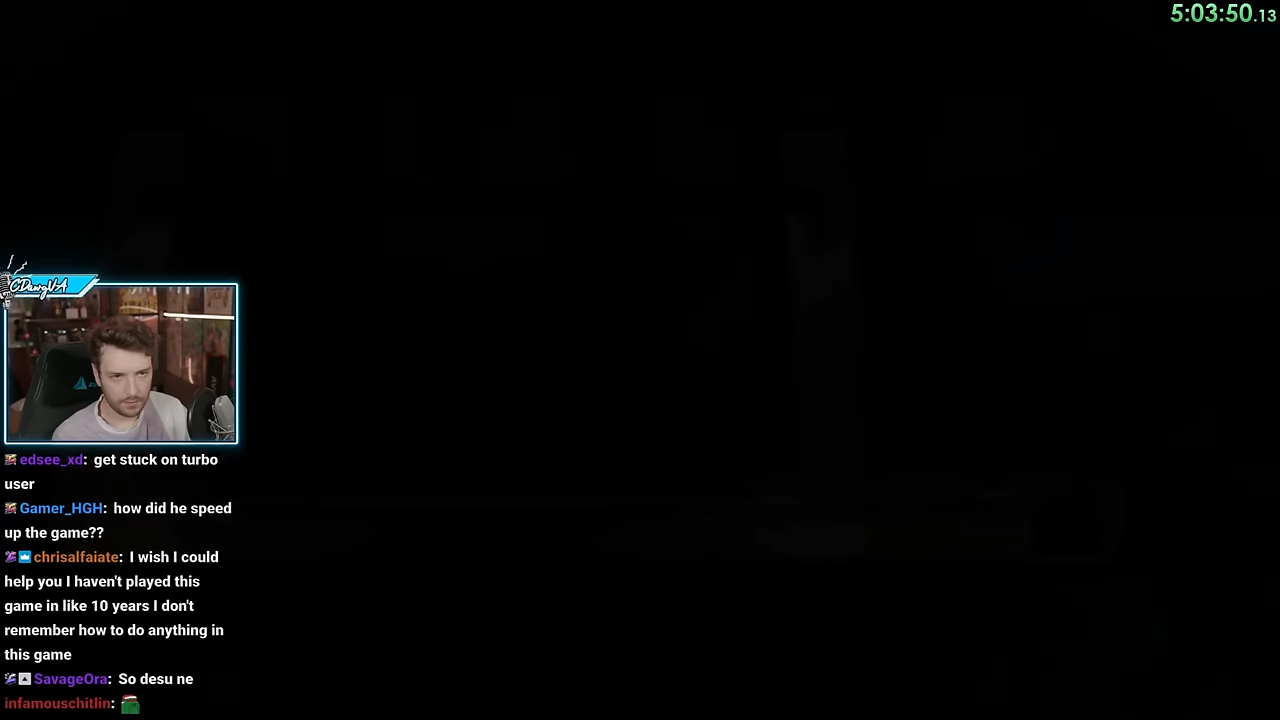 5:03:50.13
CDawgVA
edsee_xd: get stuck on turbo
user
Gamer_HGH: how did he speed
up the game??
chrisalfaiate: I wish I could
help you I haven't played this
game in like 10 years I don't
remember how to do anything in
this game
SavageOra: So desu ne
infamouschitlin: